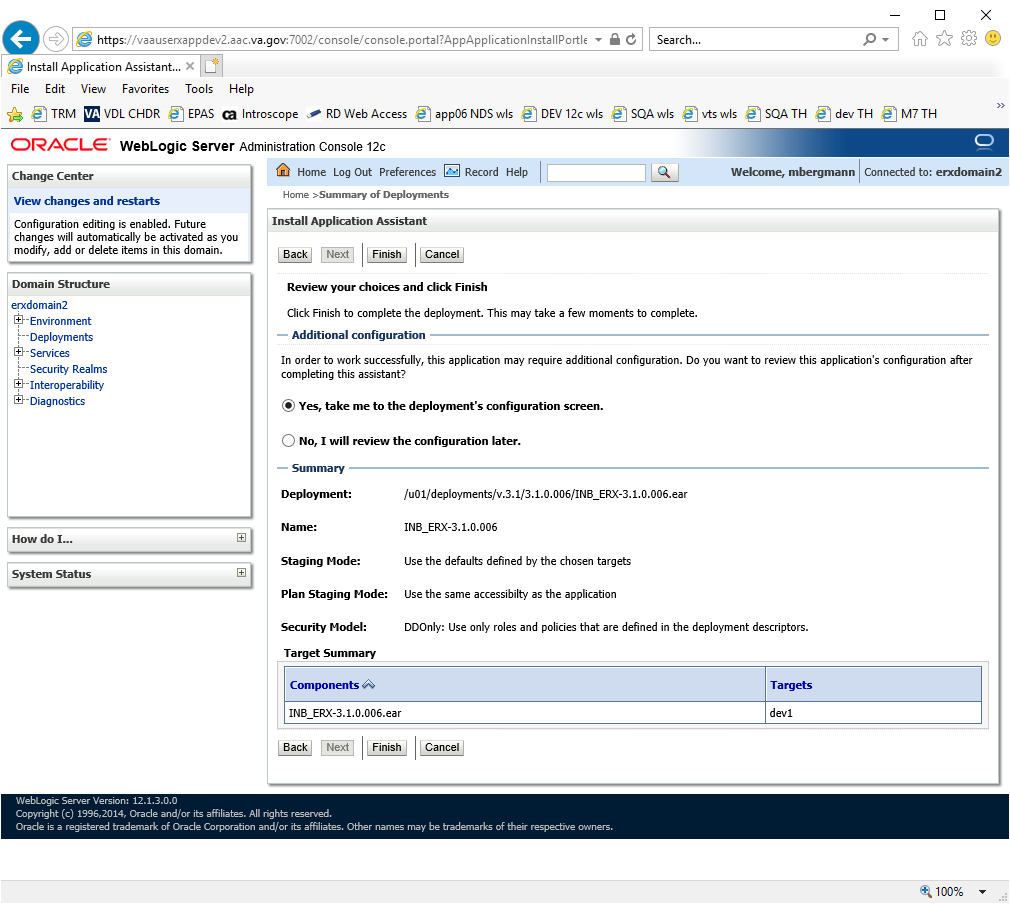 https://vaauserxappdev2.aac.va.gov:7002/console/console.portal?AppApplicationInstallPortle
Search...
Install Application Assistant...
File Edit View Favorites Tools Help
TRM VA VDL CHDR EPAS ca Introscope RD Web Access app06 NDS wls DEV 12c wls SQA wls vts wls SQA TH dev TH M7 TH
ORACLE WebLogic Server Administration Console 12c
Change Center
View changes and restarts
Configuration editing is enabled. Future
changes will automatically be activated as you
modify, add or delete items in this domain.
Domain Structure
erxdomain2
Environment
Deployments
Services
Security Realms
Interoperability
Diagnostics
How do I...
System Status
Home Log Out Preferences Record Help
Welcome, mbergmann Connected to: erxdomain2
Home >Summary of Deployments
Install Application Assistant
Back Next Finish Cancel
Review your choices and click Finish
Click Finish to complete the deployment. This may take a few moments to complete.
Additional configuration
In order to work successfully, this application may require additional configuration. Do you want to review this application's configuration after
completing this assistant?
Yes, take me to the deployment's configuration screen.
No, I will review the configuration later.
Summary
Deployment: /u01/deployments/v.3.1/3.1.0.006/INB_ERX-3.1.0.006.ear
Name: INB_ERX-3.1.0.006
Staging Mode: Use the defaults defined by the chosen targets
Plan Staging Mode: Use the same accessibilty as the application
Security Model: DDOnly: Use only roles and policies that are defined in the deployment descriptors.
Target Summary
Components Targets
INB_ERX-3.1.0.006.ear dev1
Back Next Finish Cancel
WebLogic Server Version: 12.1.3.0.0
Copyright (c) 1996,2014, Oracle and/or its affiliates. All rights reserved.
Oracle is a registered trademark of Oracle Corporation and/or its affiliates. Other names may be trademarks of their respective owners.
100%